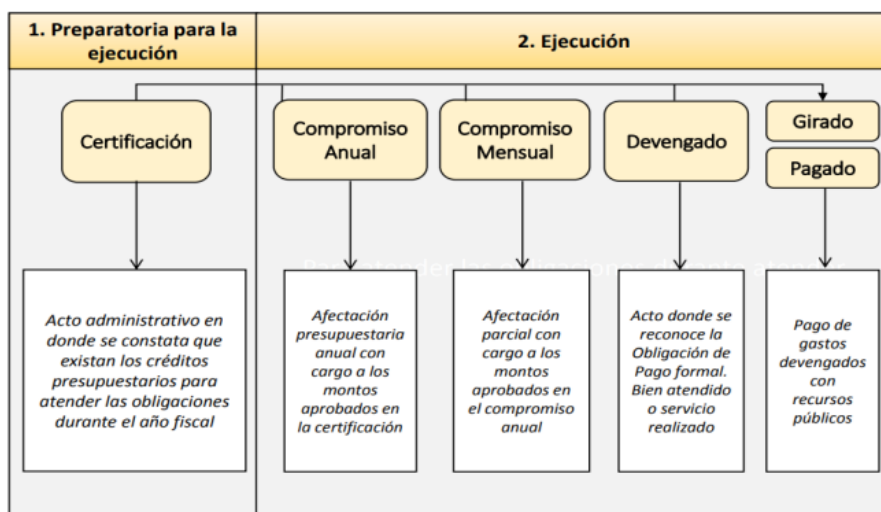 1. Preparatoria para la
ejecución
2. Ejecución
Certificación
Compromiso
Anual
Compromiso
Mensual
Devengado
Girado
Pagado
Acto administrativo en
donde se constata que
existan los créditos
presupuestarios para
atender las obligaciones
durante el año fiscal
Afectación
presupuestaria
anual con
cargo a los
montos
aprobados en
la certificación
Afectación
parcial con
cargo a los
montos
aprobados en
el compromiso
anual
Acto donde se
reconoce la
Obligación de
Pago formal.
Bien atendido
o servicio
realizado
Pago de
gastos
devengados
con
recursos
públicos